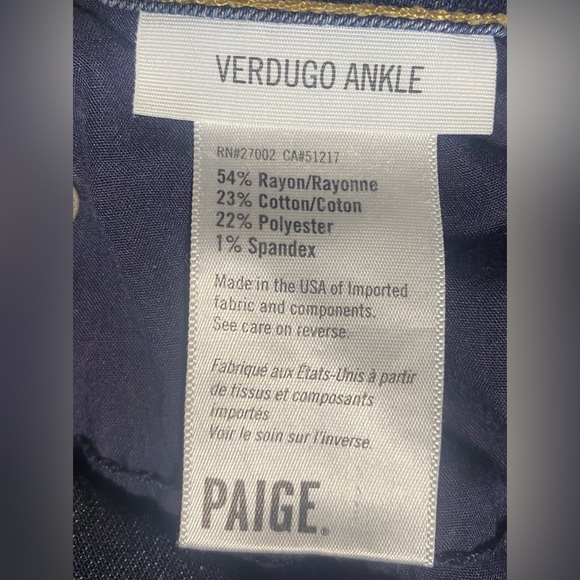 VERDUGO ANKLE
RN#27002 CA#51217
54% Rayon/Rayonne
23% Cotton/Coton
22% Polyester
1% Spandex
Made in the USA of Imported
fabric and components.
See care on reverse.
Fabriqué aux États-Unis à partir
de tissus et composants
importés
Voir le soin sur l'inverse.
PAIGE.